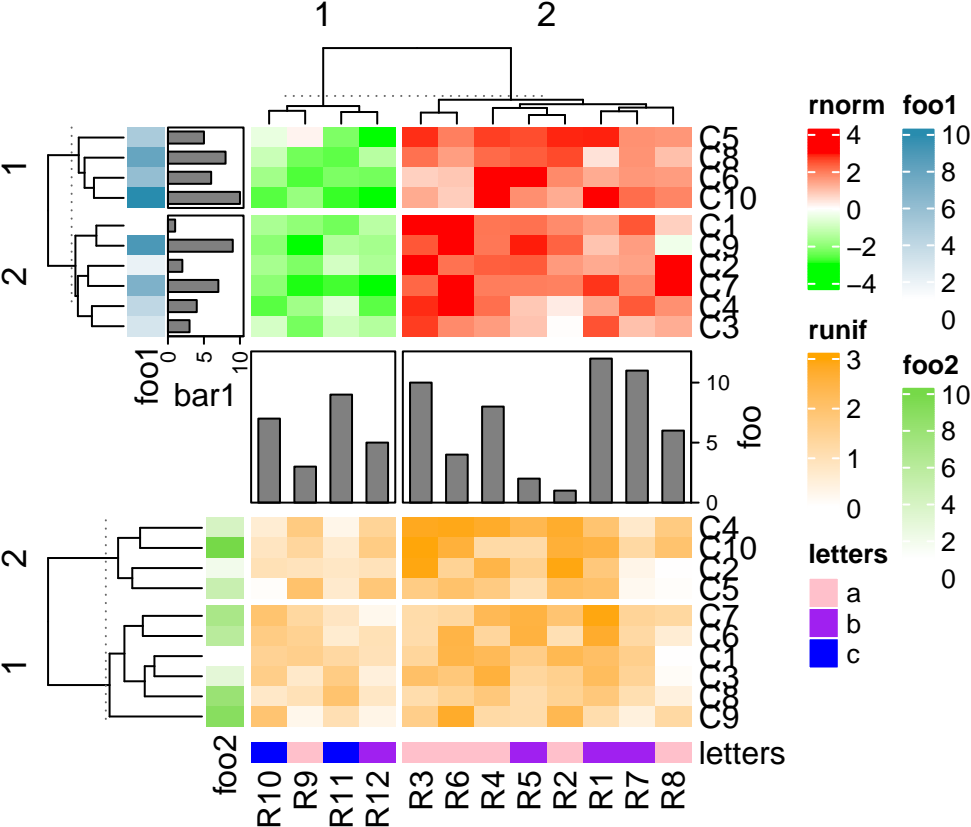 1 2
rnorm
4
2
0
−2
−4
foo1
10
8
6
4
2
0
1
2
C5
C8
C6
C10
C1
C9
C2
C7
C4
C3
foo1
0 5 10
bar1
runif
3
2
1
0
foo2
10
8
6
4
2
0
10
5
0
foo
2
1
C4
C10
C2
C5
C7
C6
C1
C3
C8
C9
letters
a
b
c
foo2
letters
R10 R9 R11 R12 R3 R6 R4 R5 R2 R1 R7 R8